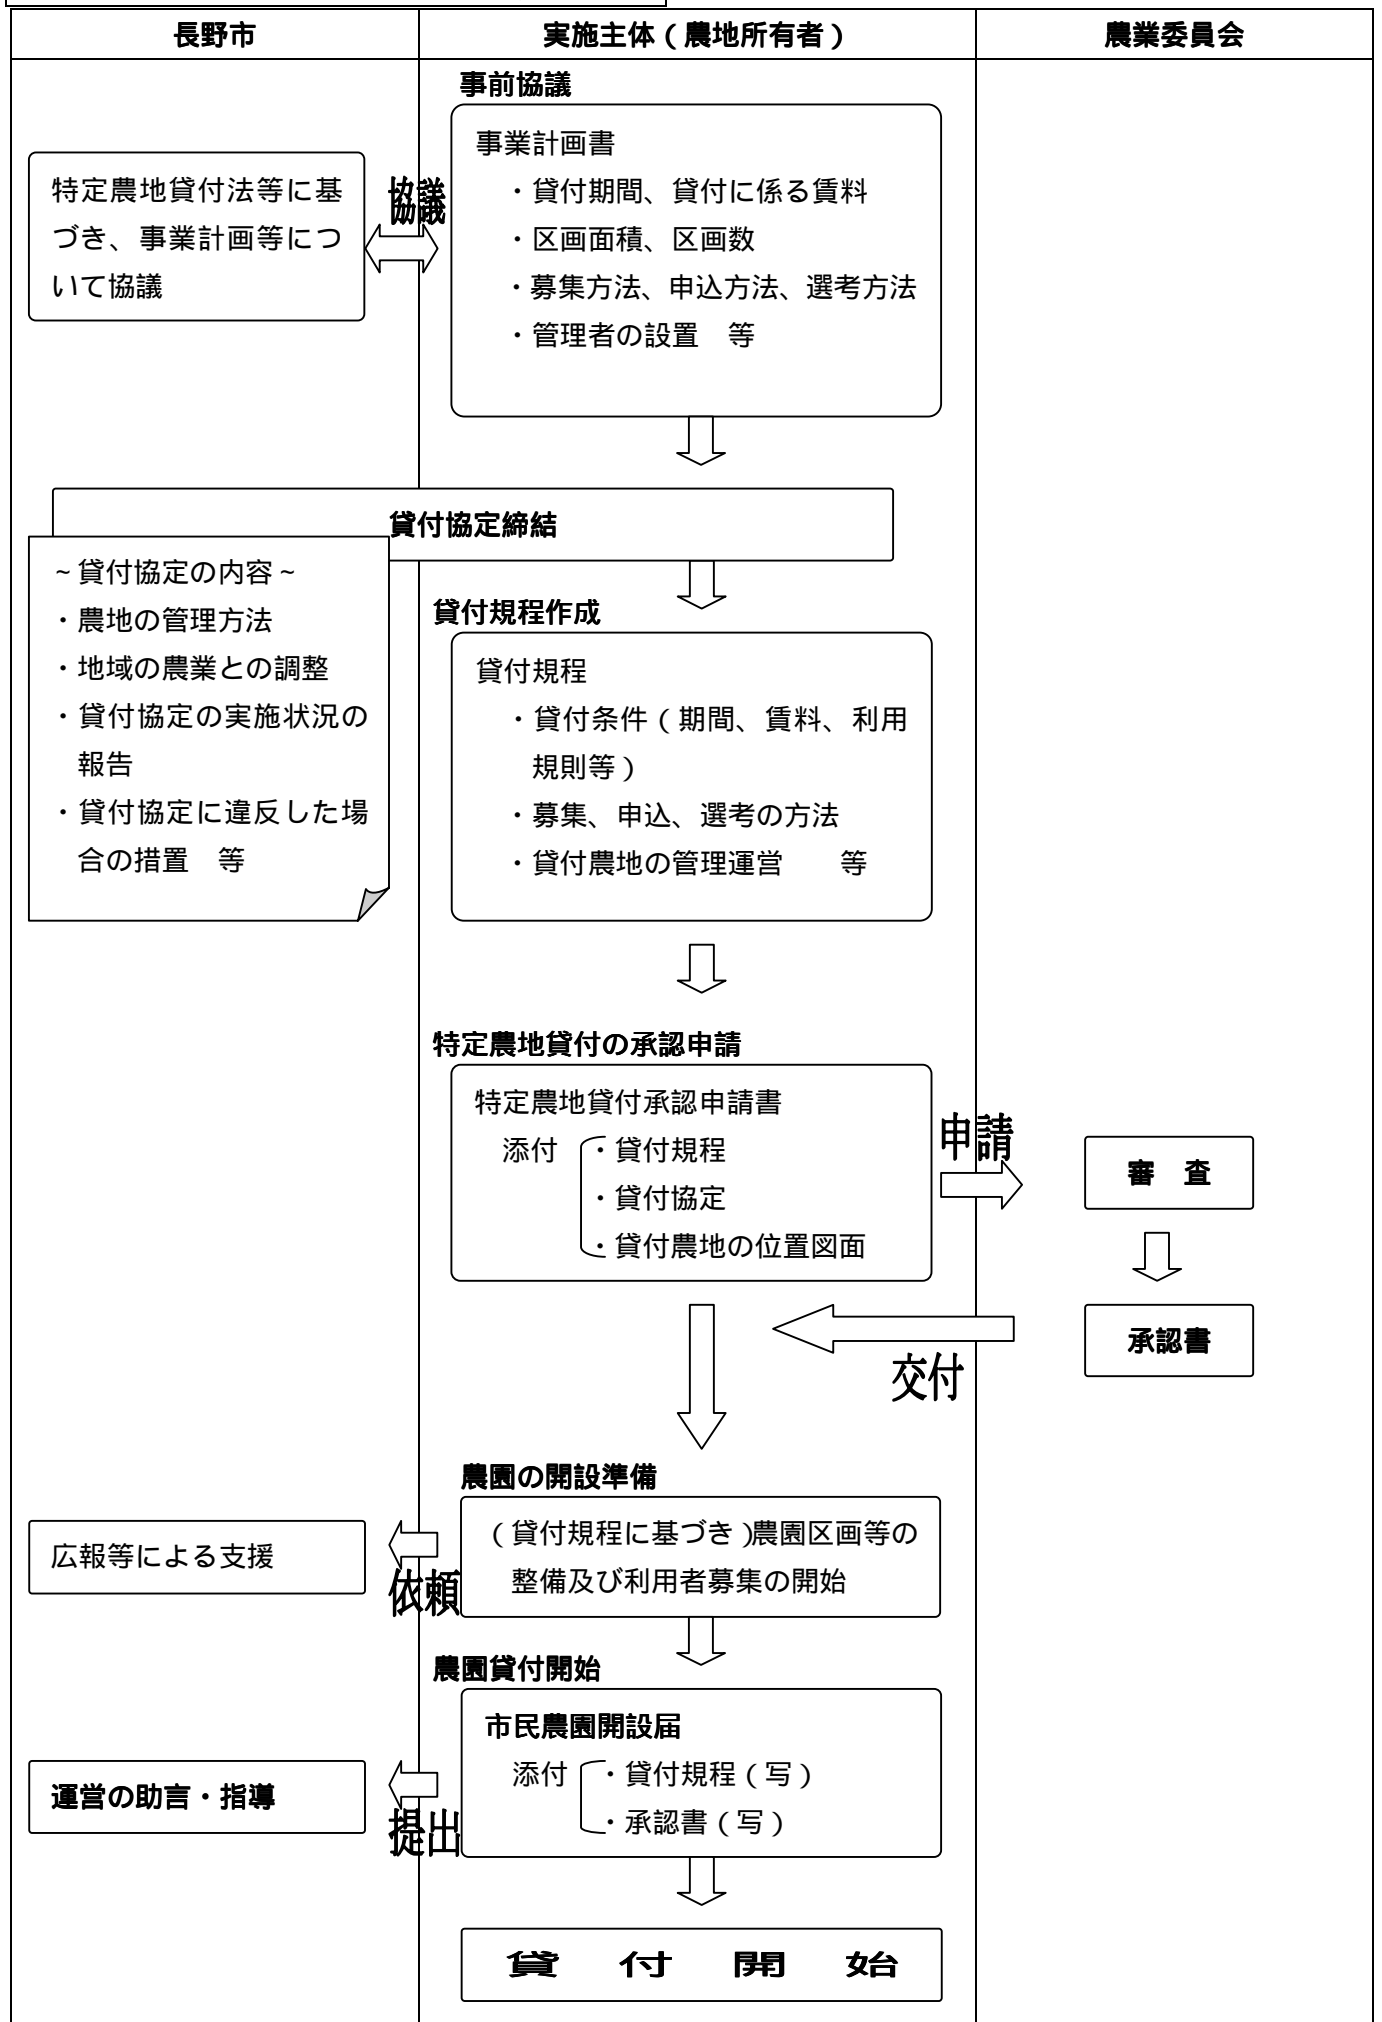 長野市
実施主体（農地所有者）
農業委員会
事前協議
事業計画書
・貸付期間、貸付に係る賃料
・区画面積、区画数
・募集方法、申込方法、選考方法
・管理者の設置　等
特定農地貸付法等に基
づき、事業計画等につ
いて協議
協議
貸付協定締結
～貸付協定の内容～
・農地の管理方法
・地域の農業との調整
・貸付協定の実施状況の
報告
・貸付協定に違反した場
合の措置　等
貸付規程作成
貸付規程
・貸付条件（期間、賃料、利用
規則等）
・募集、申込、選考の方法
・貸付農地の管理運営　　等
特定農地貸付の承認申請
特定農地貸付承認申請書
添付　・貸付規程
・貸付協定
・貸付農地の位置図面
申請
審　査
承認書
交付
農園の開設準備
（貸付規程に基づき）農園区画等の
整備及び利用者募集の開始
依頼
広報等による支援
農園貸付開始
市民農園開設届
添付　・貸付規程（写）
・承認書（写）
提出
運営の助言・指導
貸　付　開　始